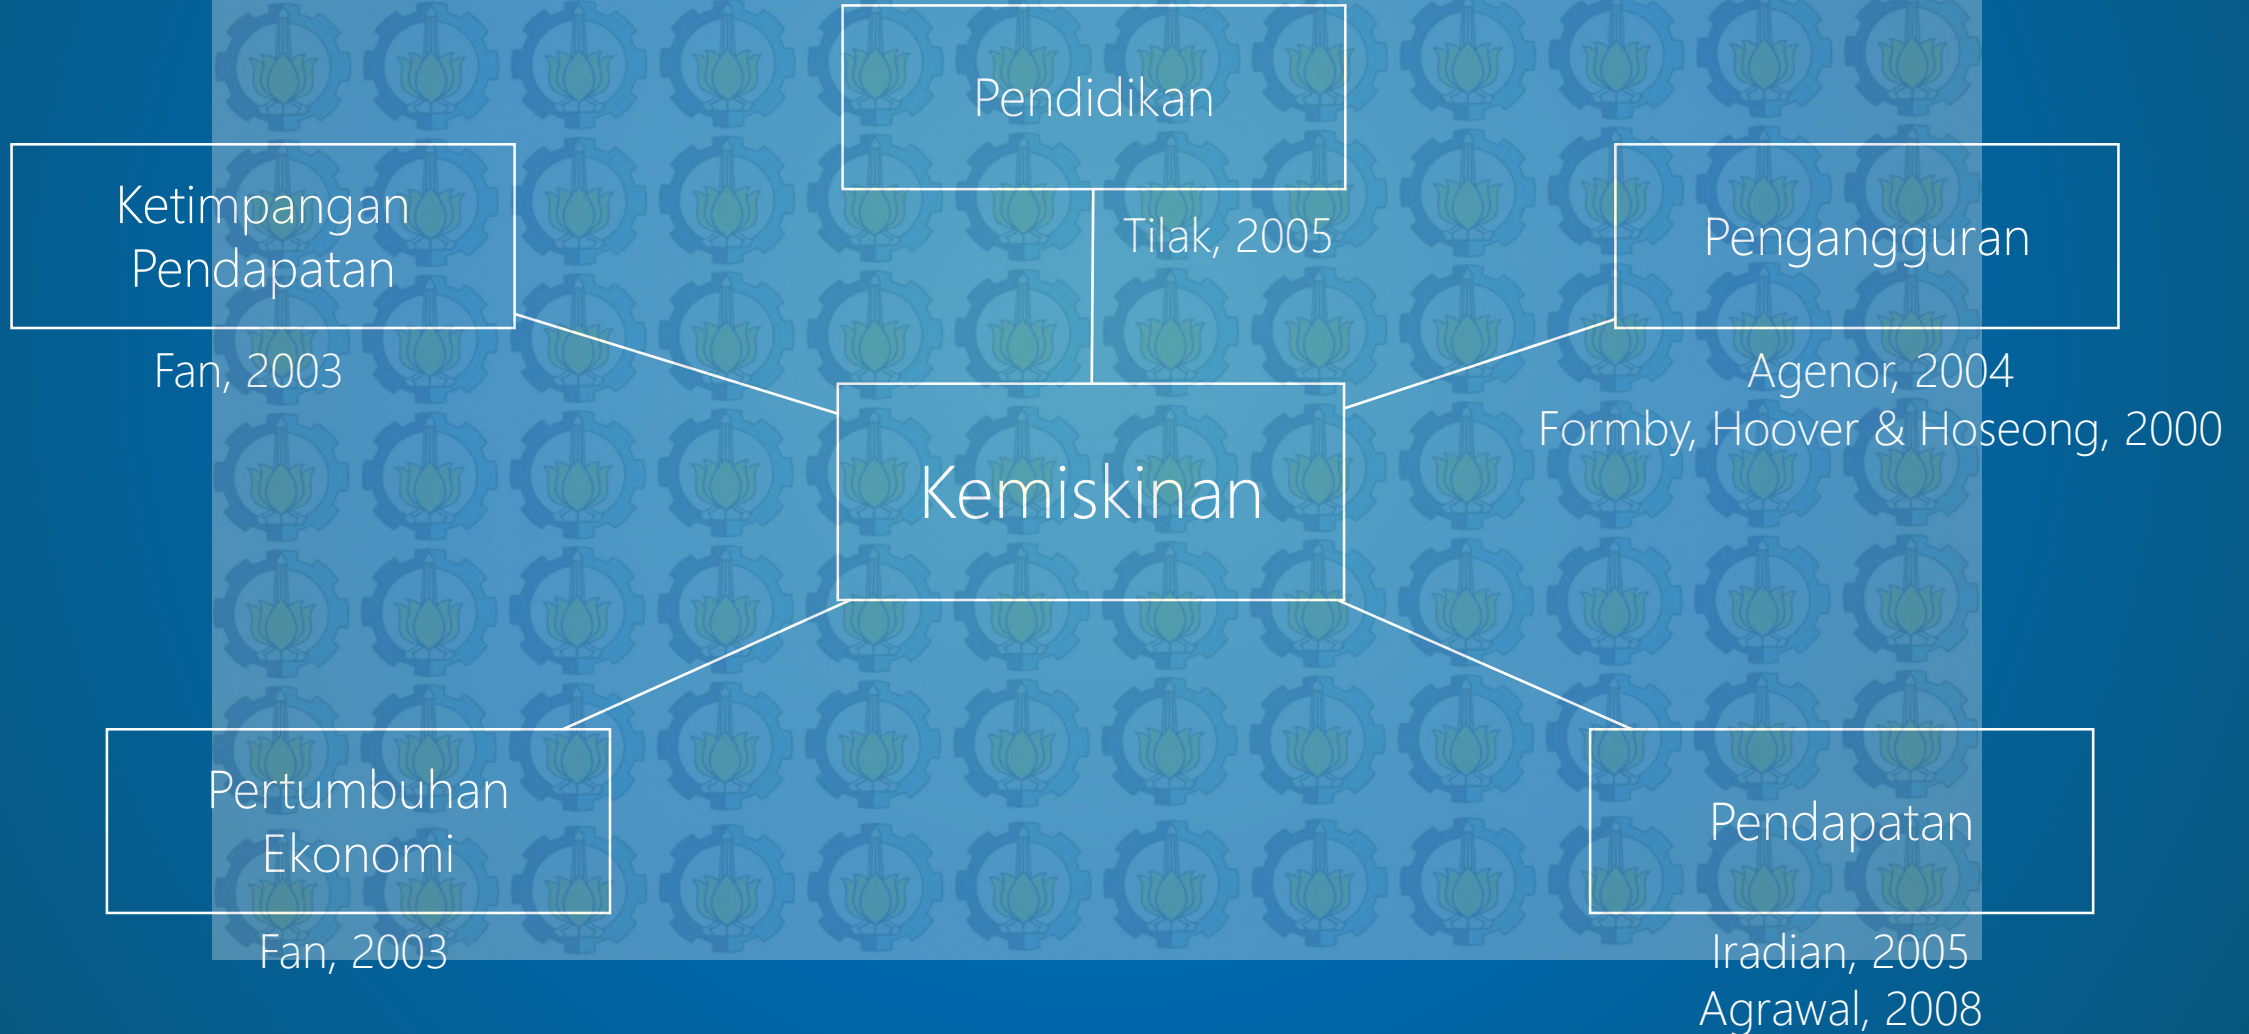 Pendidikan
Tilak, 2005
Ketimpangan
Pendapatan
Fan, 2003
Pengangguran
Agenor, 2004
Formby, Hoover & Hoseong, 2000
Kemiskinan
Pertumbuhan
Ekonomi
Fan, 2003
Pendapatan
Iradian, 2005
Agrawal, 2008